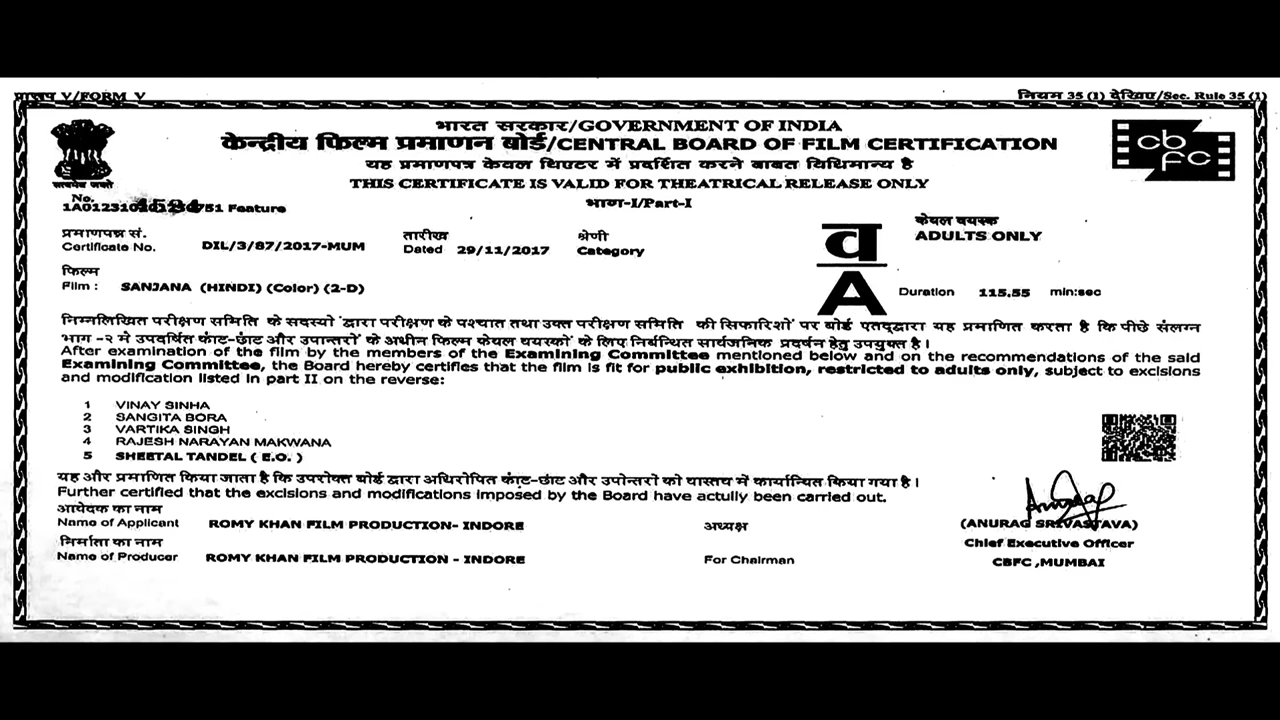 प्रारूप V/FORM V
नियम 35 (1) देखिए/Sec. Rule 35 (1)
भारत सरकार/GOVERNMENT OF INDIA
केन्द्रीय फिल्म प्रमाणन बोर्ड/CENTRAL BOARD OF FILM CERTIFICATION
यह प्रमाणपत्र केवल थिएटर में प्रदर्शित करने बाबत विधिमान्य है
THIS CERTIFICATE IS VALID FOR THEATRICAL RELEASE ONLY
सत्यमेव जयते
cb
fc
No.
Feature
भाग-I/Part-I
प्रमाणपत्र सं.
Certificate No. DIL/3/87/2017-MUM
तारीख
Dated 29/11/2017
श्रेणी
Category
व
A
केवल वयस्क
ADULTS ONLY
फिल्म
Film : SANJANA (HINDI) (Color) (2-D)
Duration 115.55 min:sec
निम्नलिखित परीक्षण समिति के सदस्यों द्वारा परीक्षण के पश्चात तथा उक्त परीक्षण समिति की सिफारिशों पर बोर्ड एतद्द्वारा यह प्रमाणित करता है कि पीछे संलग्न
भाग -२ में उपदर्शित कांट-छांट और उपान्तरों के अधीन फिल्म केवल वयस्कों के लिए निर्बन्धित सार्वजनिक प्रदर्शन हेतु उपयुक्त है।
After examination of the film by the members of the Examining Committee mentioned below and on the recommendations of the said
Examining Committee, the Board hereby certifies that the film is fit for public exhibition, restricted to adults only, subject to excisions
and modification listed in part II on the reverse:
1 VINAY SINHA
2 SANGITA BORA
3 VARTIKA SINGH
4 RAJESH NARAYAN MAKWANA
5 SHEETAL TANDEL ( E.O. )
यह और प्रमाणित किया जाता है कि उपरोक्त बोर्ड द्वारा अधिरोपित कांट-छांट और उपोन्तरों को वास्तव में कार्यान्वित किया गया है।
Further certified that the excisions and modifications imposed by the Board have actully been carried out.
आवेदक का नाम
Name of Applicant ROMY KHAN FILM PRODUCTION- INDORE
अध्यक्ष
(ANURAG SRIVASTAVA)
Chief Executive Officer
निर्माता का नाम
Name of Producer ROMY KHAN FILM PRODUCTION - INDORE
For Chairman
CBFC ,MUMBAI